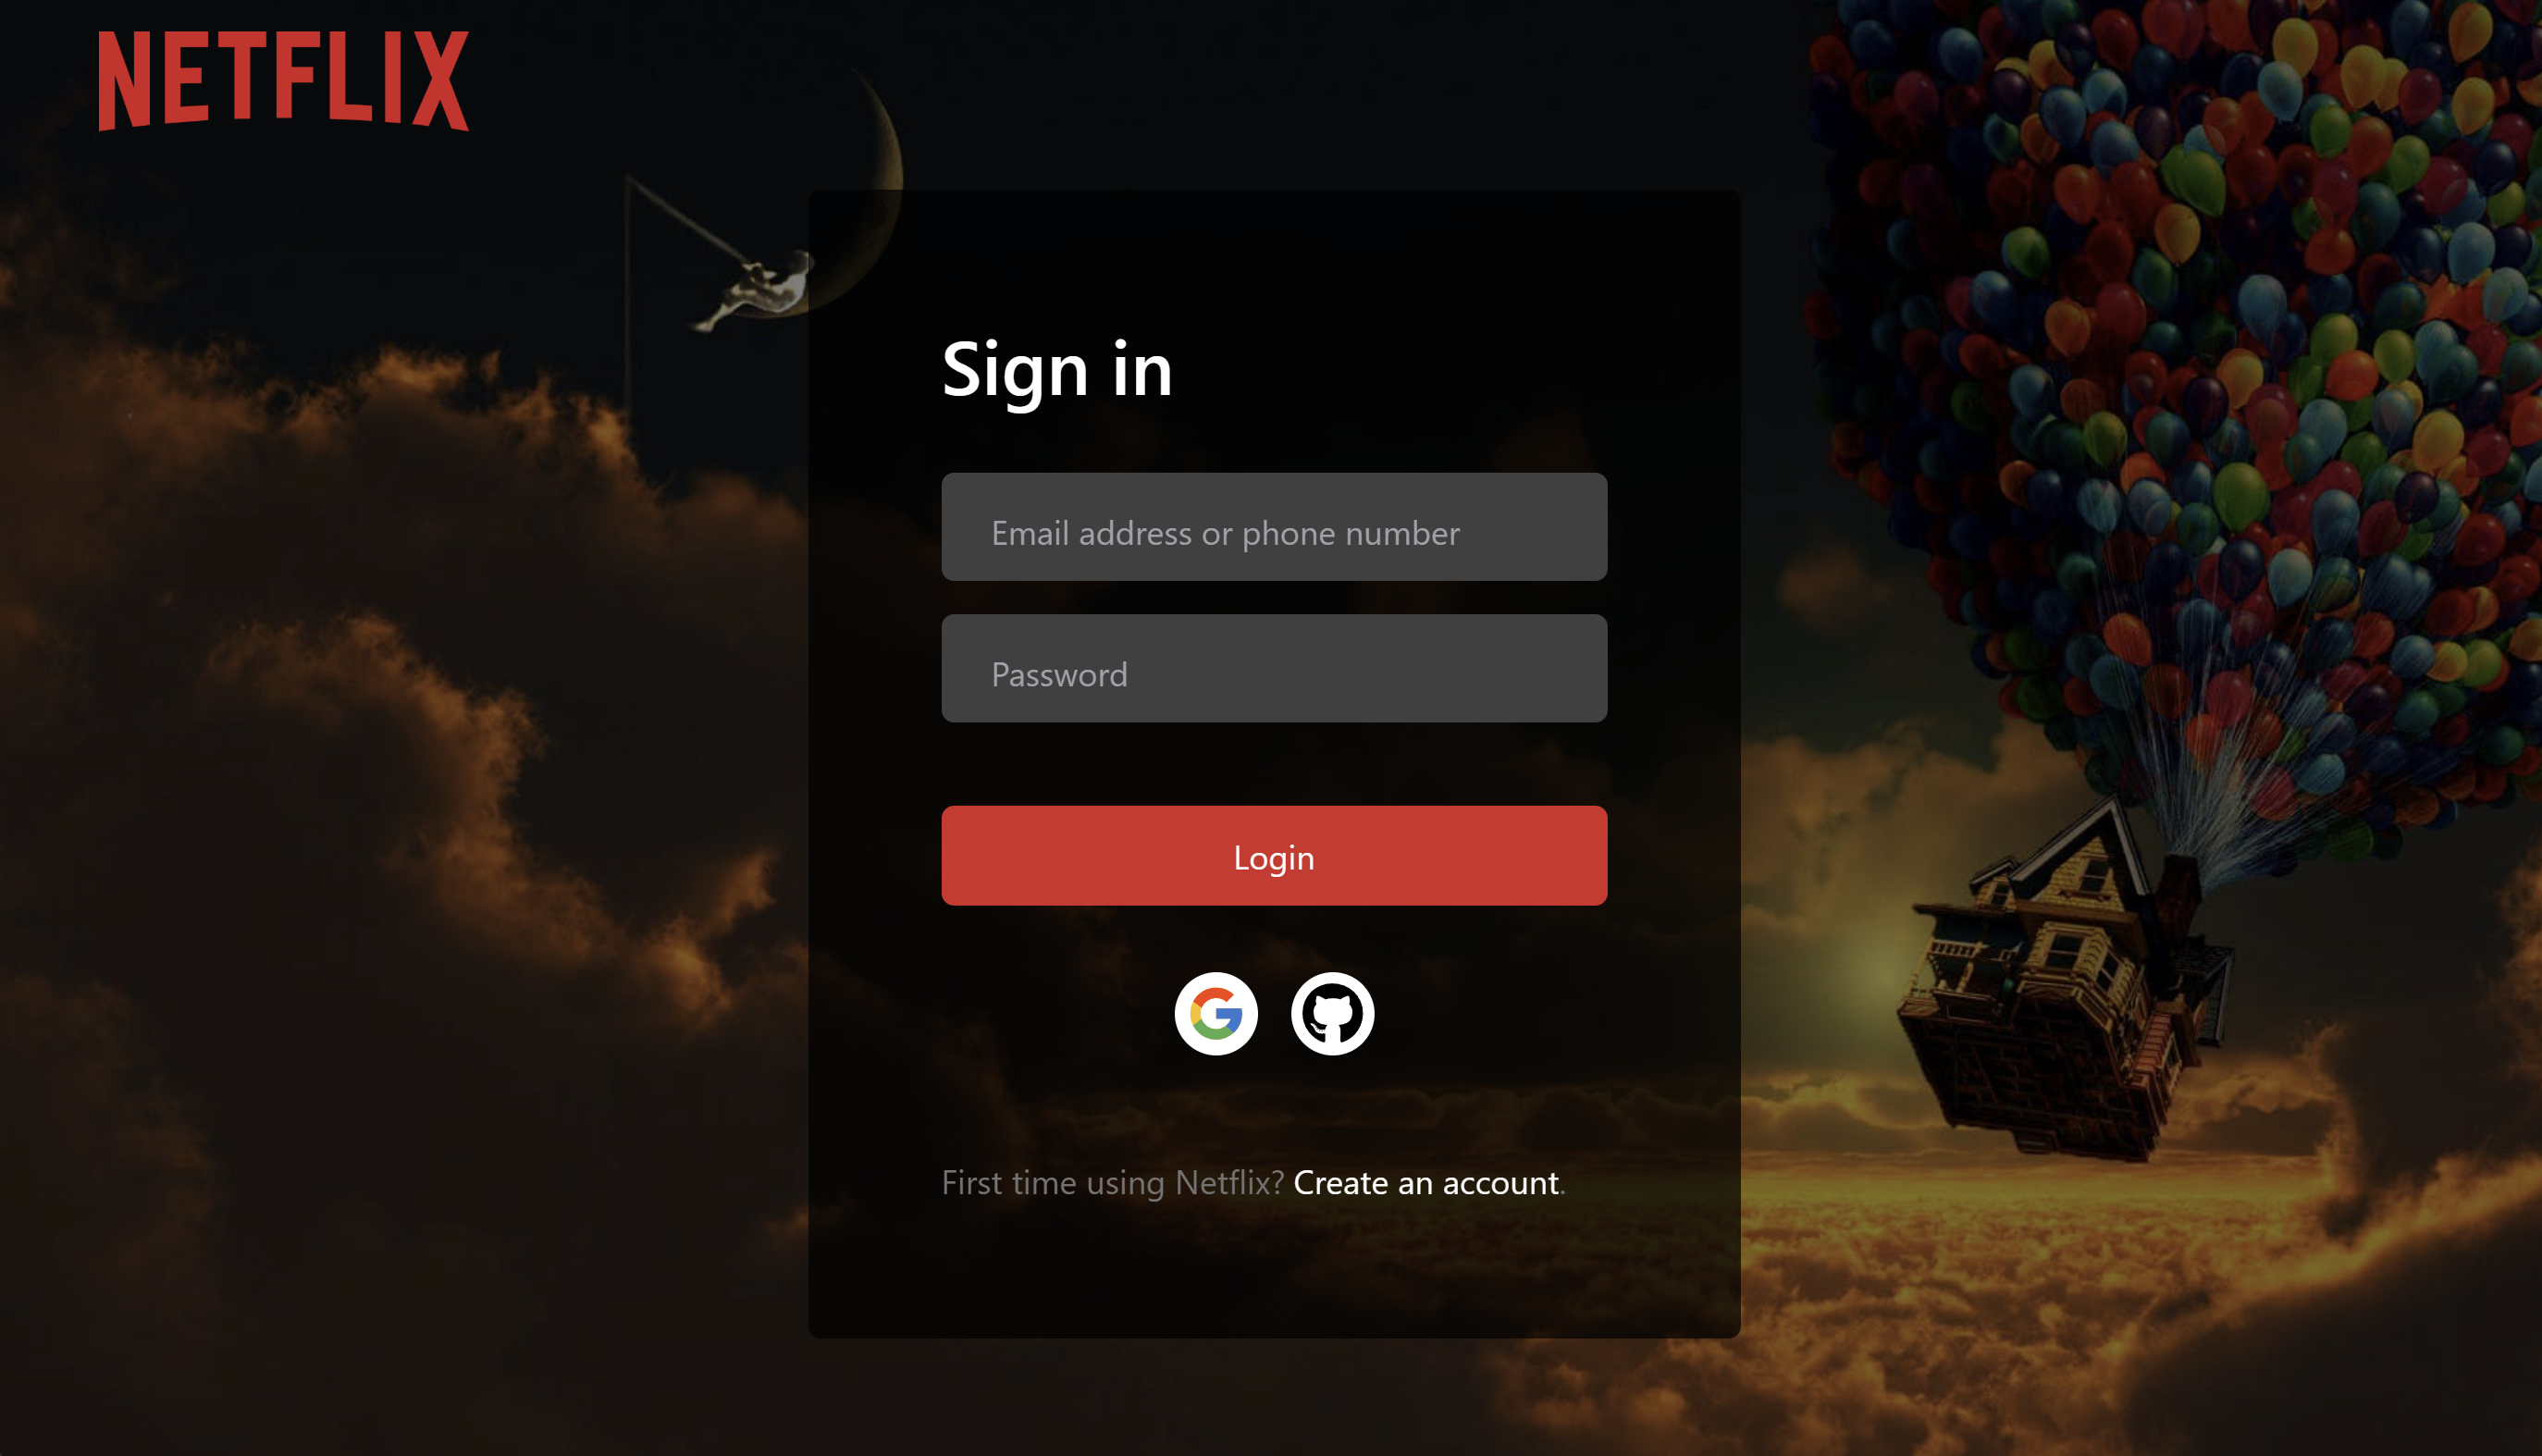 NETFLIX
Sign in
Email address or phone number
Password
Login
First time using Netflix? Create an account.